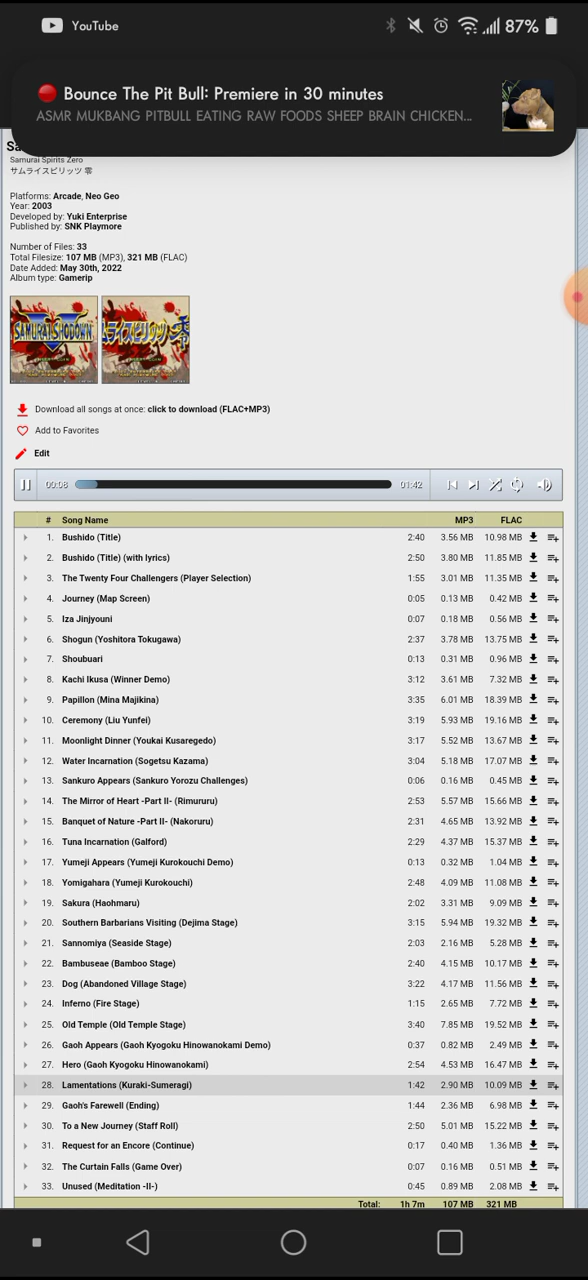 YouTube
87%
Bounce The Pit Bull: Premiere in 30 minutes
ASMR MUKBANG PITBULL EATING RAW FOODS SHEEP BRAIN CHICKEN...
Sa
Samurai Spirits Zero
サムライスピリッツ 零
Platforms: Arcade, Neo Geo
Year: 2003
Developed by: Yuki Enterprise
Published by: SNK Playmore
Number of Files: 33
Total Filesize: 107 MB (MP3), 321 MB (FLAC)
Date Added: May 30th, 2022
Album type: Gamerip
SAMURAI SHODOWN V
Download all songs at once: click to download (FLAC+MP3)
Add to Favorites
Edit
00:08 01:42
# Song Name MP3 FLAC
1. Bushido (Title) 2:40 3.56 MB 10.98 MB
2. Bushido (Title) (with lyrics) 2:50 3.80 MB 11.85 MB
3. The Twenty Four Challengers (Player Selection) 1:55 3.01 MB 11.35 MB
4. Journey (Map Screen) 0:05 0.13 MB 0.42 MB
5. Iza Jinjyouni 0:07 0.18 MB 0.56 MB
6. Shogun (Yoshitora Tokugawa) 2:37 3.78 MB 13.75 MB
7. Shoubuari 0:13 0.31 MB 0.96 MB
8. Kachi Ikusa (Winner Demo) 3:12 3.61 MB 7.32 MB
9. Papillon (Mina Majikina) 3:35 6.01 MB 18.39 MB
10. Ceremony (Liu Yunfei) 3:19 5.93 MB 19.16 MB
11. Moonlight Dinner (Youkai Kusaregedo) 3:17 5.52 MB 13.67 MB
12. Water Incarnation (Sogetsu Kazama) 3:04 5.18 MB 17.07 MB
13. Sankuro Appears (Sankuro Yorozu Challenges) 0:06 0.16 MB 0.45 MB
14. The Mirror of Heart -Part II- (Rimururu) 2:53 5.57 MB 15.66 MB
15. Banquet of Nature -Part II- (Nakoruru) 2:31 4.65 MB 13.92 MB
16. Tuna Incarnation (Galford) 2:29 4.37 MB 15.37 MB
17. Yumeji Appears (Yumeji Kurokouchi Demo) 0:13 0.32 MB 1.04 MB
18. Yomigahara (Yumeji Kurokouchi) 2:48 4.09 MB 11.08 MB
19. Sakura (Haohmaru) 2:02 3.31 MB 9.09 MB
20. Southern Barbarians Visiting (Dejima Stage) 3:15 5.94 MB 19.32 MB
21. Sannomiya (Seaside Stage) 2:03 2.16 MB 5.28 MB
22. Bambuseae (Bamboo Stage) 2:40 4.15 MB 10.17 MB
23. Dog (Abandoned Village Stage) 3:22 4.17 MB 11.56 MB
24. Inferno (Fire Stage) 1:15 2.65 MB 7.72 MB
25. Old Temple (Old Temple Stage) 3:40 7.85 MB 19.52 MB
26. Gaoh Appears (Gaoh Kyogoku Hinowanokami Demo) 0:37 0.82 MB 2.49 MB
27. Hero (Gaoh Kyogoku Hinowanokami) 2:54 4.53 MB 16.47 MB
28. Lamentations (Kuraki-Sumeragi) 1:42 2.90 MB 10.09 MB
29. Gaoh's Farewell (Ending) 1:44 2.36 MB 6.98 MB
30. To a New Journey (Staff Roll) 3:30 5.01 MB 15.22 MB
31. Request for an Encore (Continue) 0:17 0.40 MB 1.36 MB
32. The Curtain Falls (Game Over) 0:07 0.16 MB 0.51 MB
33. Unused (Meditation -II-) 0:45 0.89 MB 2.08 MB
Total: 1h 7m 107 MB 321 MB